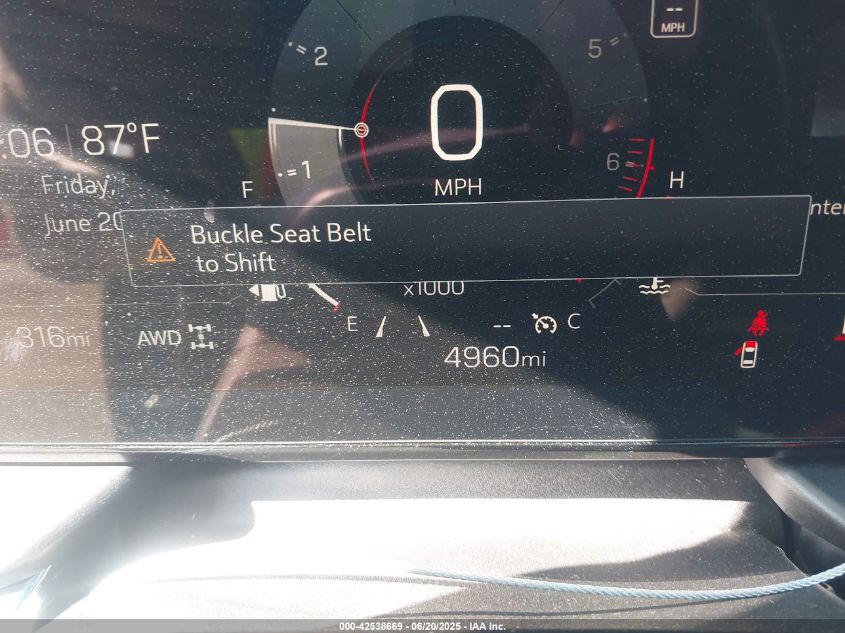 --
MPH
2
5
:06 | 87°F
0
1
6
F
MPH
H
Friday,
June 20
Buckle Seat Belt
to Shift
x1000
316mi
AWD
E
--
C
4960mi
000-42538669 - 06/20/2025 - IAA Inc.